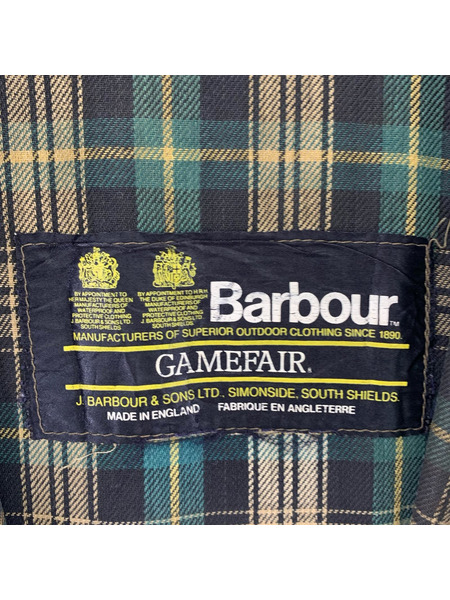 BY APPOINTMENT TO
HER MAJESTY THE QUEEN
MANUFACTURERS OF
WATERPROOF AND
PROTECTIVE CLOTHING
J. BARBOUR & SONS LTD.
SOUTH SHIELDS
BY APPOINTMENT TO H.R.H.
THE DUKE OF EDINBURGH
MANUFACTURERS OF
WATERPROOF AND
PROTECTIVE CLOTHING
J. BARBOUR & SONS LTD.
SOUTH SHIELDS
Barbour™
MANUFACTURERS OF SUPERIOR OUTDOOR CLOTHING SINCE 1890.
GAMEFAIR®
J. BARBOUR & SONS LTD., SIMONSIDE, SOUTH SHIELDS.
MADE IN ENGLAND FABRIQUE EN ANGLETERRE